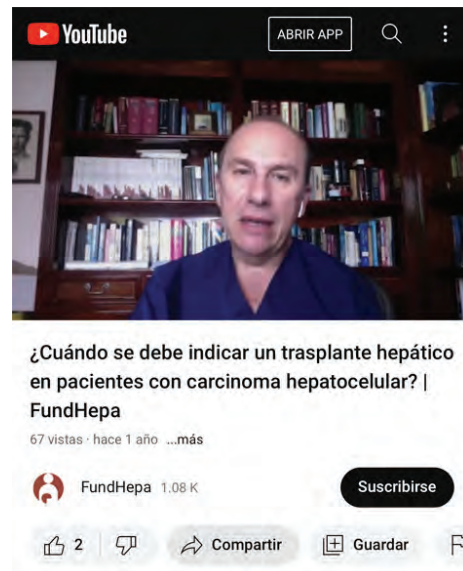 YouTube
ABRIR APP
¿Cuándo se debe indicar un trasplante hepático
en pacientes con carcinoma hepatocelular? |
FundHepa
67 vistas · hace 1 año ...más
FundHepa 1.08 K
Suscribirse
2
Compartir
Guardar